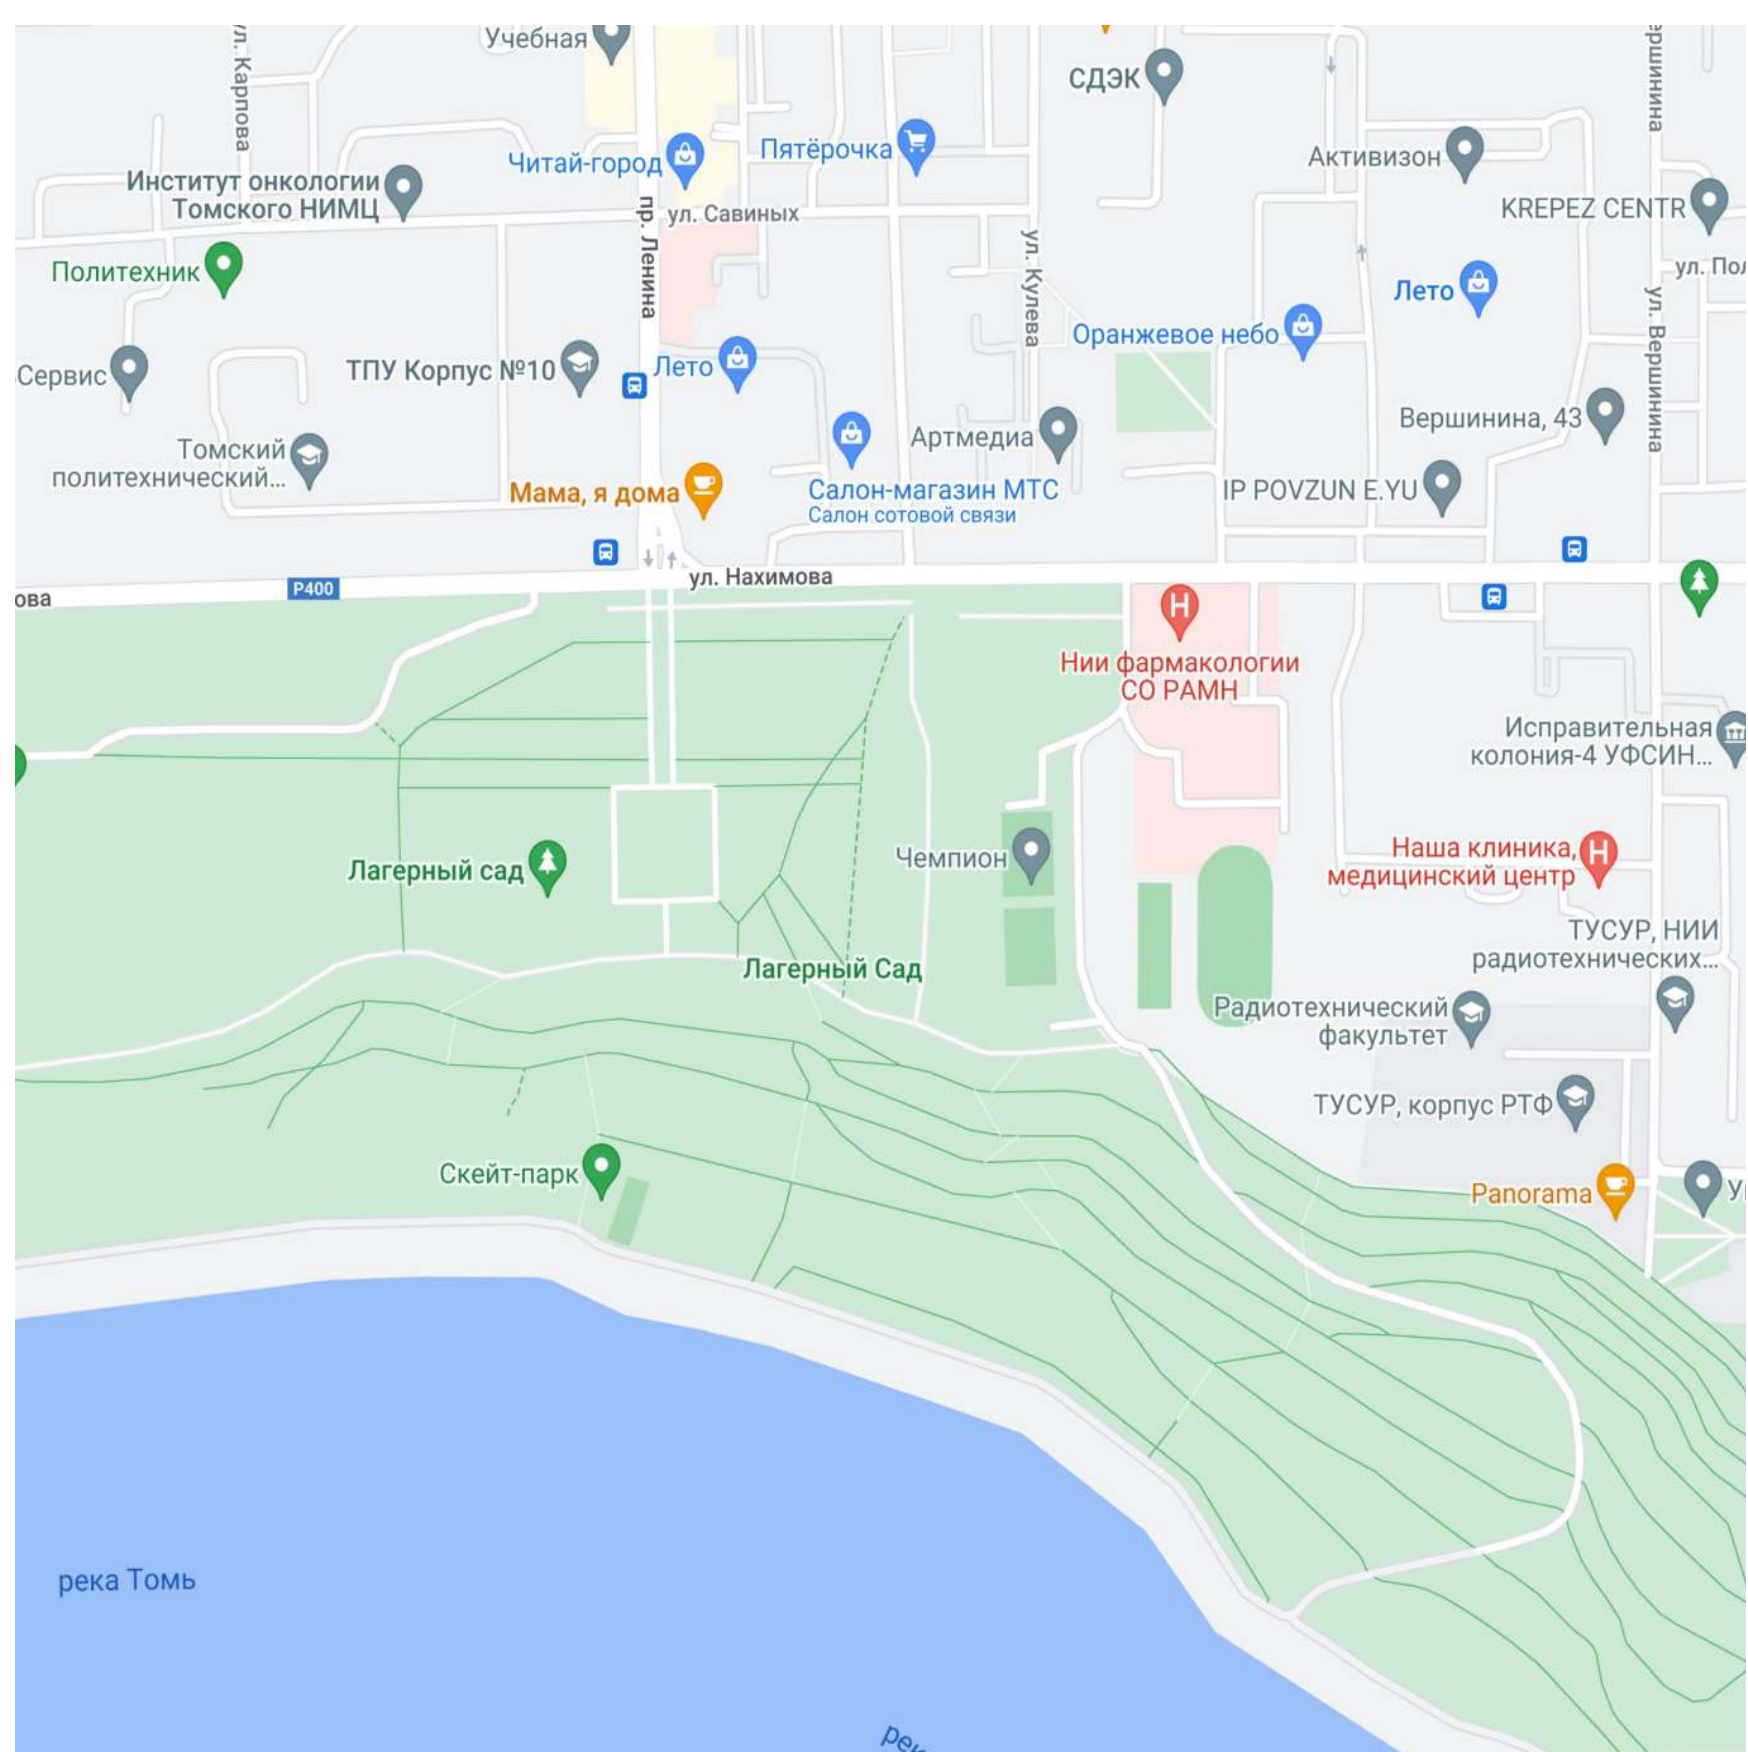 ул. Карпова
Учебная
СДЭК
Читай-город
Пятёрочка
Активизон
Институт онкологии
Томского НИМЦ
KREPEZ CENTR
пр. Ленина
ул. Савиных
ул. Кулева
Политехник
Лето
ул. Вершинина
Оранжевое небо
Сервис
ТПУ Корпус №10
Лето
Вершинина, 43
Томский
политехнический...
Артмедиа
Мама, я дома
Салон-магазин МТС
Салон сотовой связи
IP POVZUN E.YU
Р400
ул. Нахимова
ова
Нии фармакологии
СО РАМН
Исправительная
колония-4 УФСИН...
Лагерный сад
Чемпион
Наша клиника,
медицинский центр
ТУСУР, НИИ
радиотехнических...
Лагерный Сад
Радиотехнический
факультет
ТУСУР, корпус РТФ
Скейт-парк
Panorama
река Томь